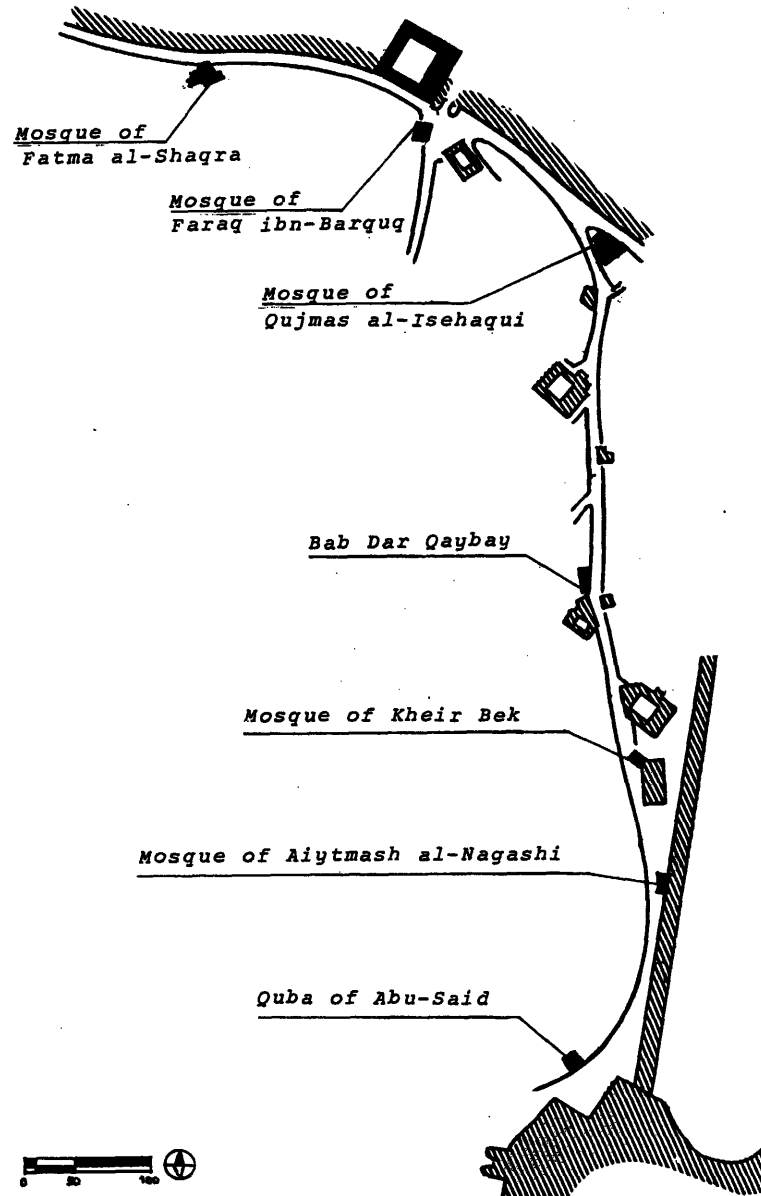 Mosque of
Fatma al-Shaqra
Mosque of
Faraq ibn-Barquq
Mosque of
Qujmas al-Isehaqui
Bab Dar Qaybay
Mosque of Kheir Bek
Mosque of Aiytmash al-Nagashi
Quba of Abu-Said
0 50 100